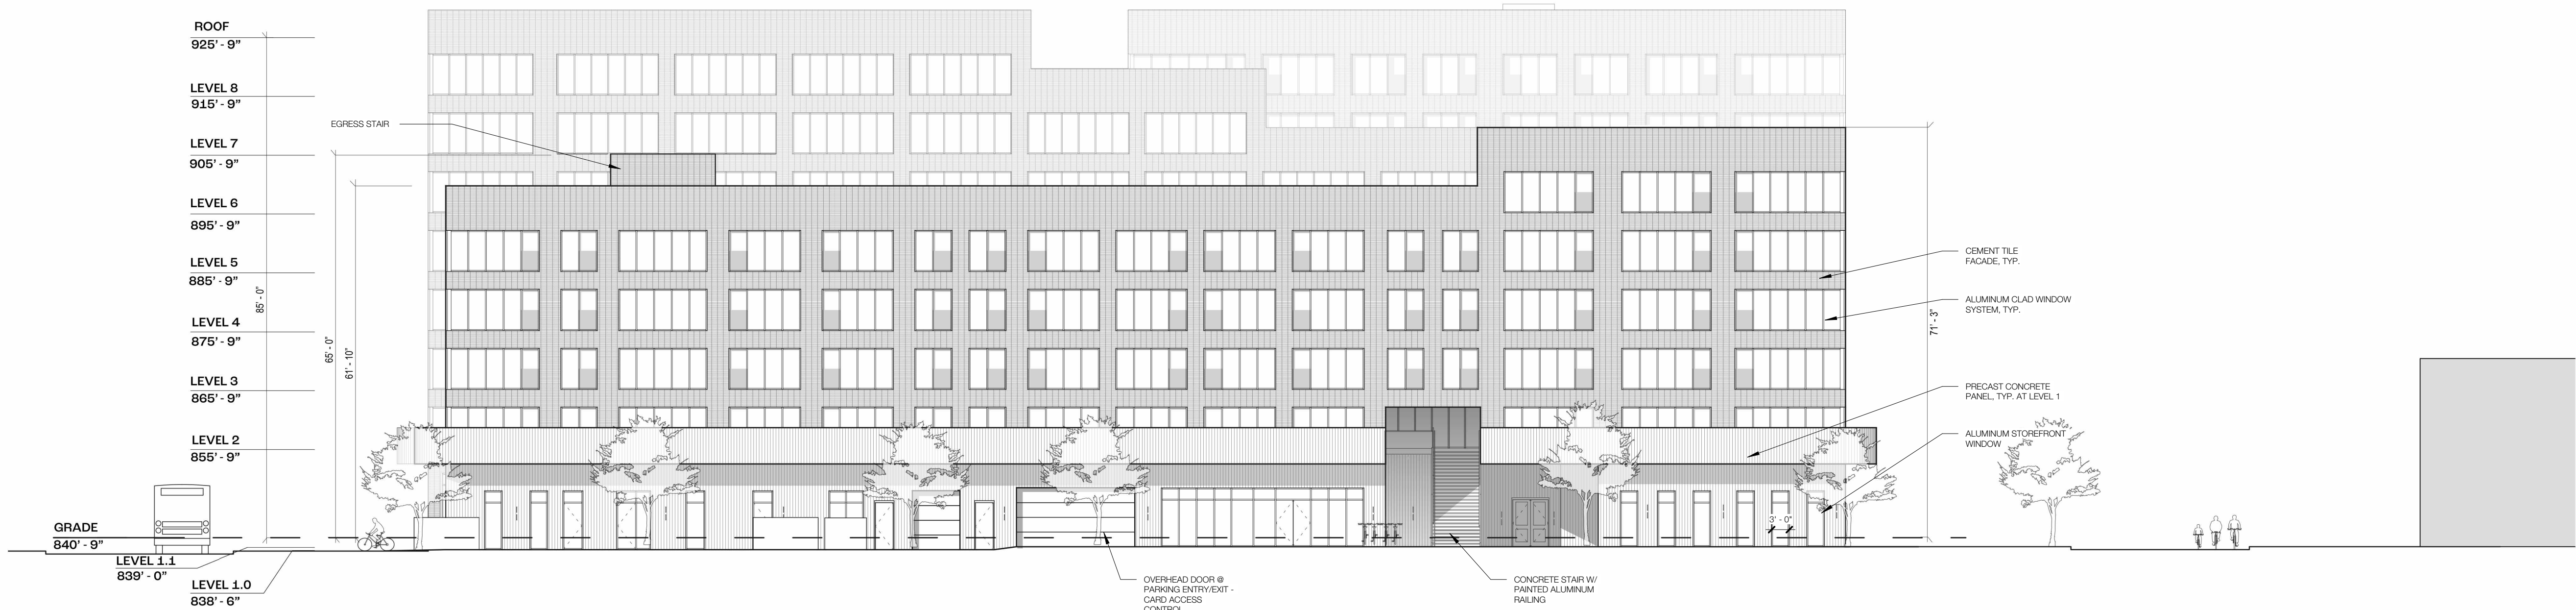 ROOF
925' - 9"
LEVEL 8
915' - 9"
EGRESS STAIR
LEVEL 7
905' - 9"
LEVEL 6
895' - 9"
LEVEL 5
885' - 9"
LEVEL 4
875' - 9"
LEVEL 3
865' - 9"
LEVEL 2
855' - 9"
GRADE
840' - 9"
LEVEL 1.1
839' - 0"
LEVEL 1.0
838' - 6"
85' - 0"
65' - 0"
61' - 10"
71' - 3"
CEMENT TILE
FACADE, TYP.
ALUMINUM CLAD WINDOW
SYSTEM, TYP.
PRECAST CONCRETE
PANEL, TYP. AT LEVEL 1
ALUMINUM STOREFRONT
WINDOW
3' - 0"
OVERHEAD DOOR @
PARKING ENTRY/EXIT -
CARD ACCESS
CONTROL
CONCRETE STAIR W/
PAINTED ALUMINUM
RAILING